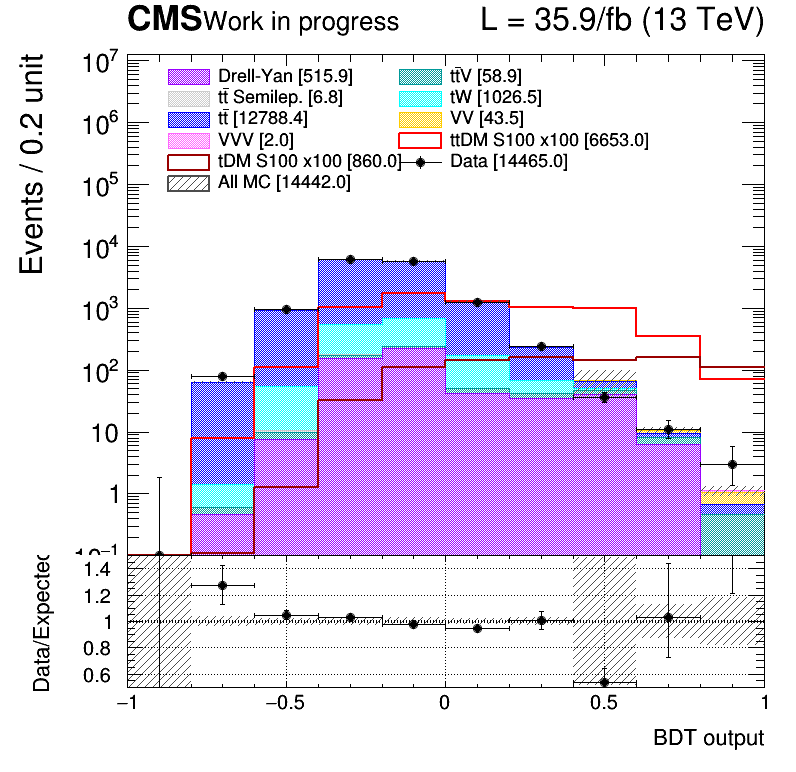 CMS Work in progress L = 35.9/fb (13 TeV)
Events / 0.2 unit
10⁷
10⁶
10⁵
10⁴
10³
10²
10
1
10⁻¹
Drell-Yan [515.9] tt̄V [58.9]
tt̄ Semilep. [6.8] tW [1026.5]
tt̄ [12788.4] VV [43.5]
VVV [2.0] ttDM S100 x100 [6653.0]
tDM S100 x100 [860.0] Data [14465.0]
All MC [14442.0]
Data/Expected
1.4
1.2
1
0.8
0.6
−1 −0.5 0 0.5 1
BDT output